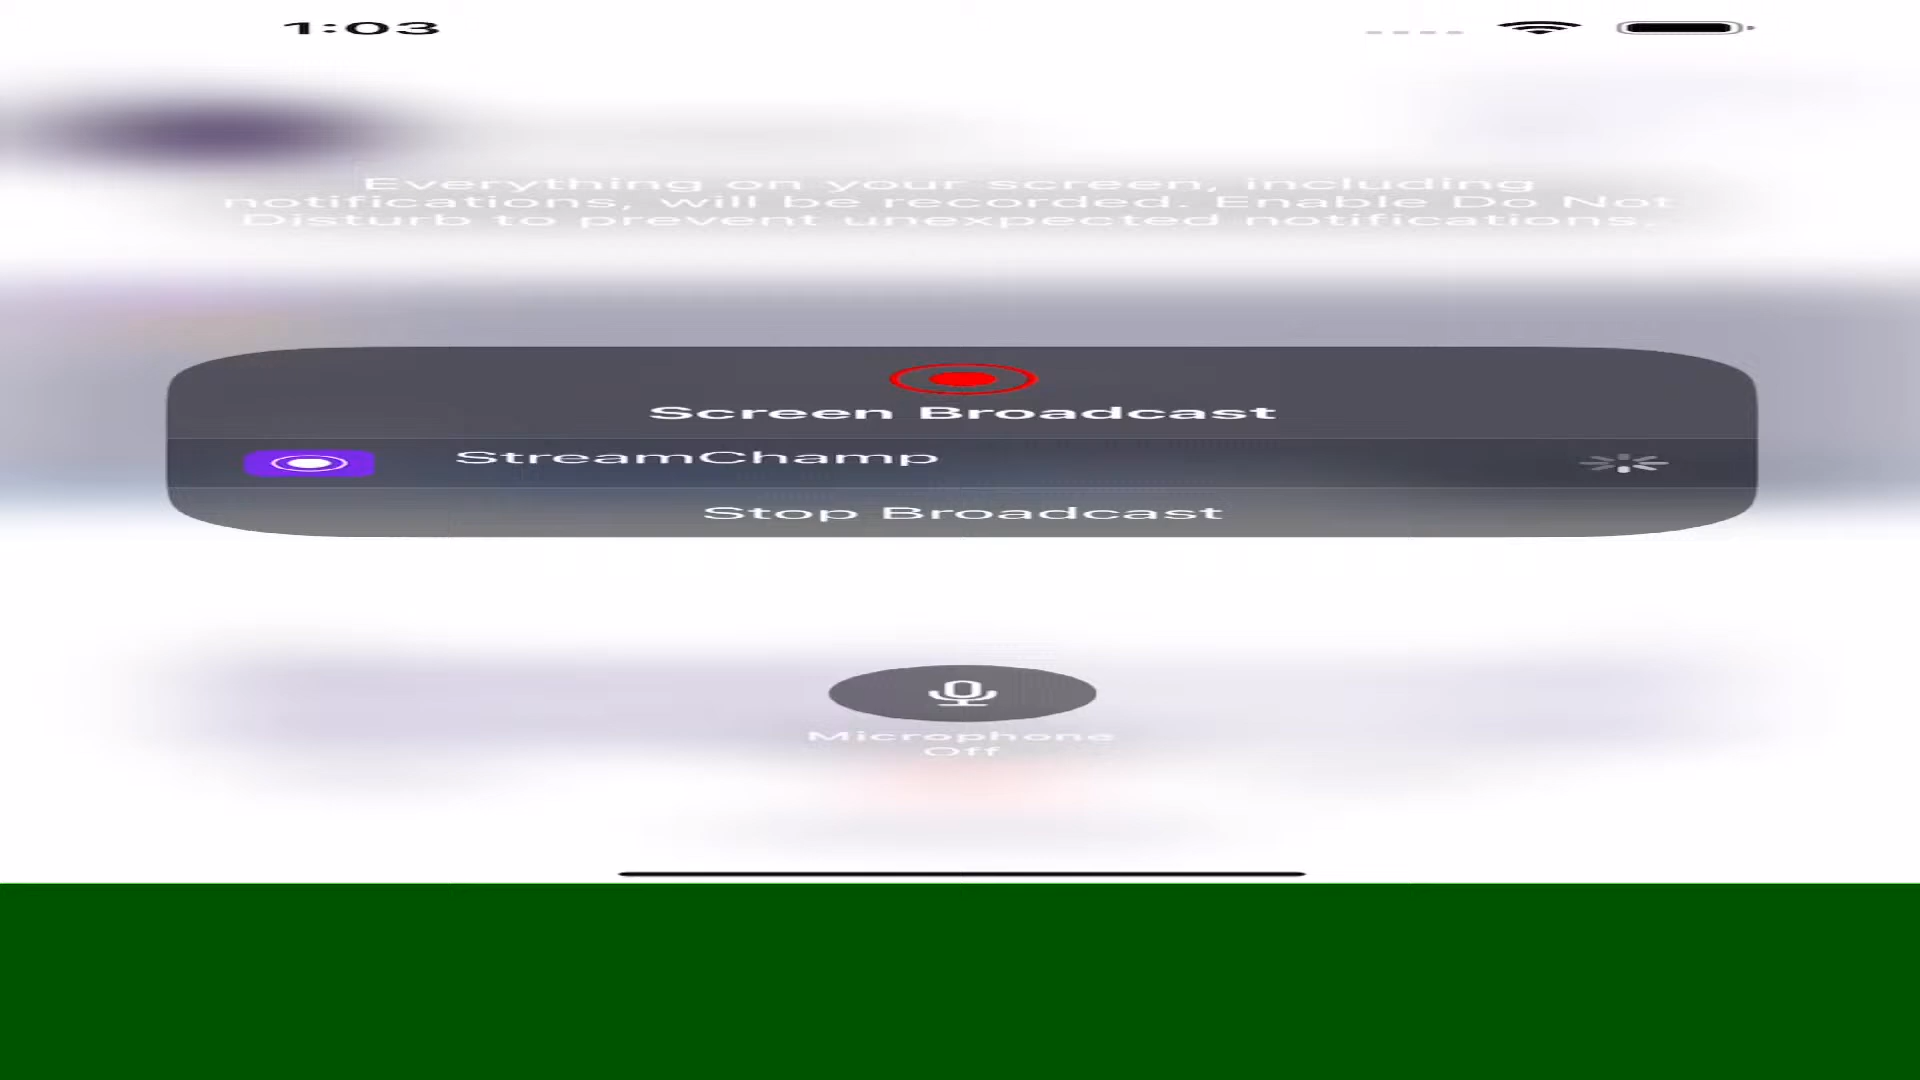 1:03
Everything on your screen, including
notifications, will be recorded. Enable Do Not
Disturb to prevent unexpected notifications.
Screen Broadcast
StreamChamp
Stop Broadcast
Microphone
Off